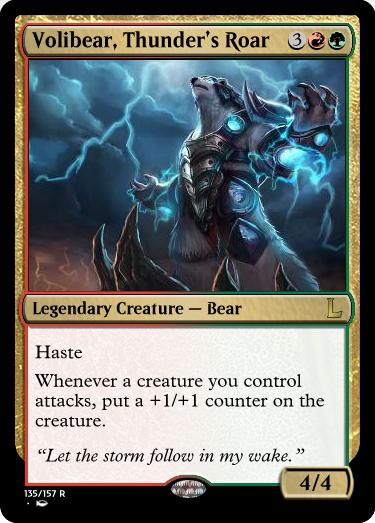 Volibear, Thunder's Roar 3
Legendary Creature — Bear L
Haste
Whenever a creature you control
attacks, put a +1/+1 counter on the
creature.
"Let the storm follow in my wake."
4/4
135/157 R